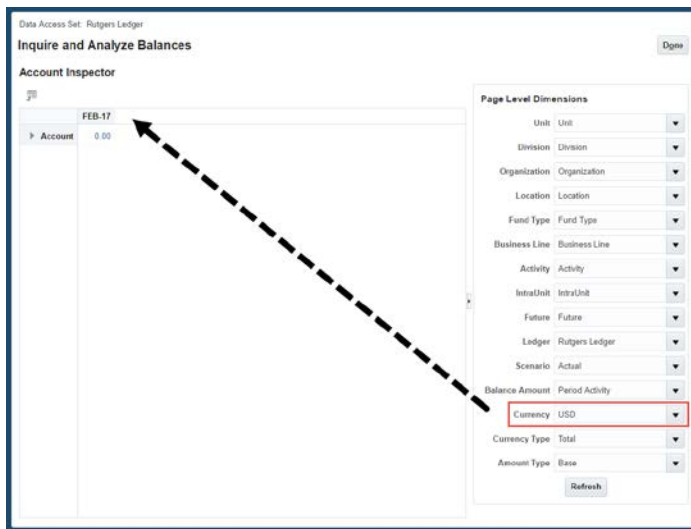 Data Access Set: Rutgers Ledger
Inquire and Analyze Balances
Done
Account Inspector
FEB-17
Account 0.00
Page Level Dimensions
Unit Unit
Division Division
Organization Organization
Location Location
Fund Type Fund Type
Business Line Business Line
Activity Activity
IntraUnit IntraUnit
Future Future
Ledger Rutgers Ledger
Scenario Actual
Balance Amount Period Activity
Currency USD
Currency Type Total
Amount Type Base
Refresh